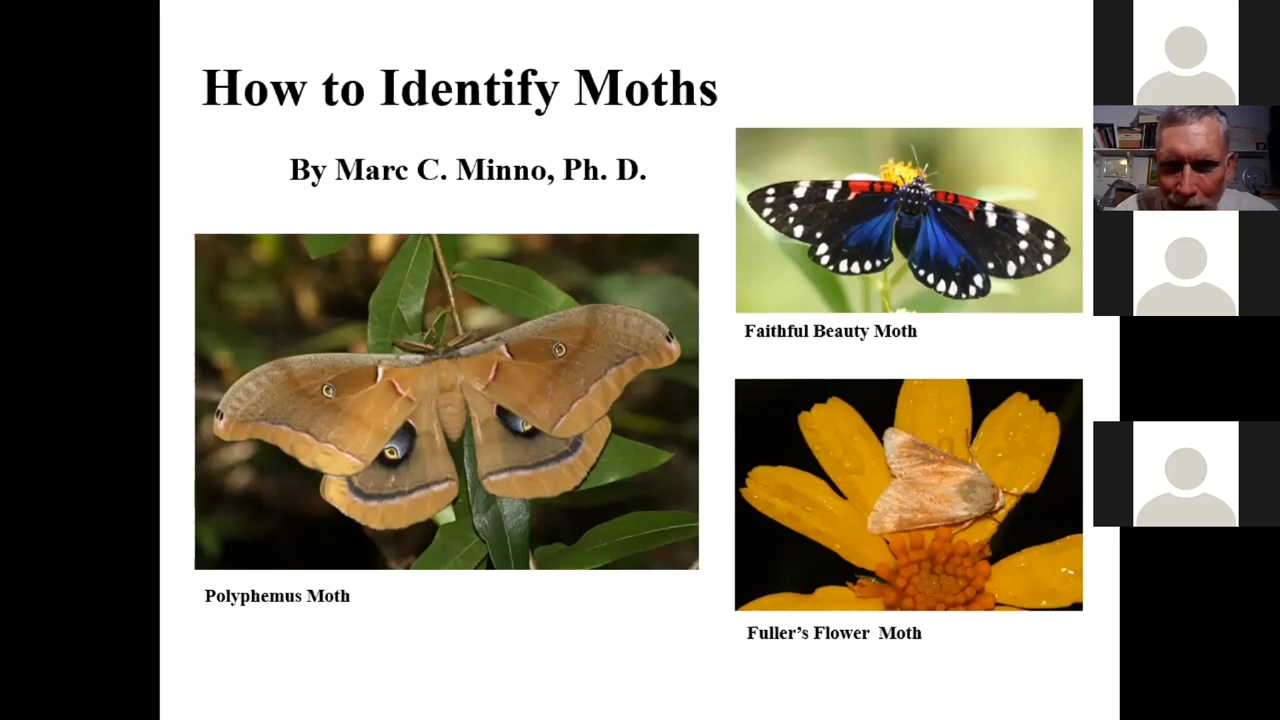 How to Identify Moths
By Marc C. Minno, Ph. D.
Faithful Beauty Moth
Polyphemus Moth
Fuller’s Flower  Moth